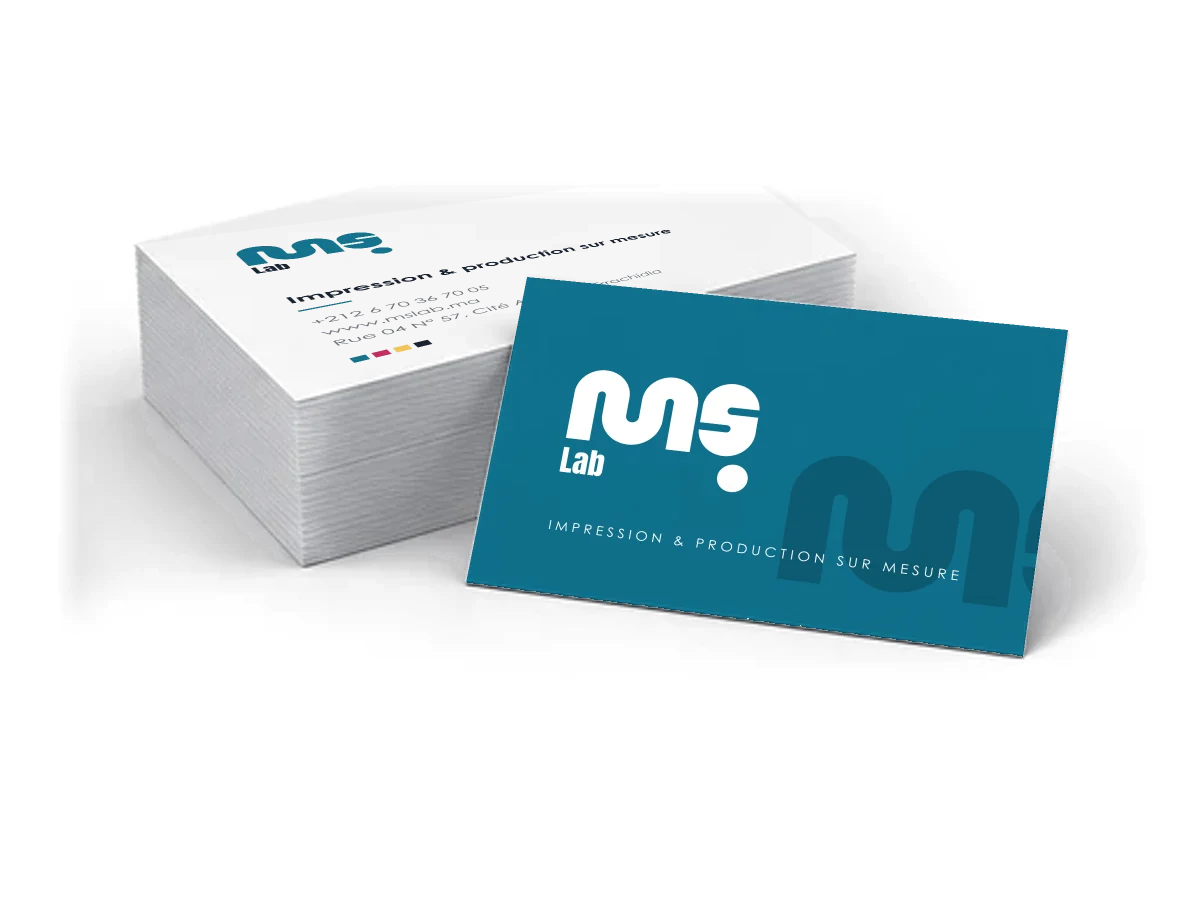 ms
Lab
Impression & production sur mesure
+212 6 70 36 70 05
www.mslab.ma
Rue 04 N° 57, Cité
ms
Lab
IMPRESSION & PRODUCTION SUR MESURE
ms